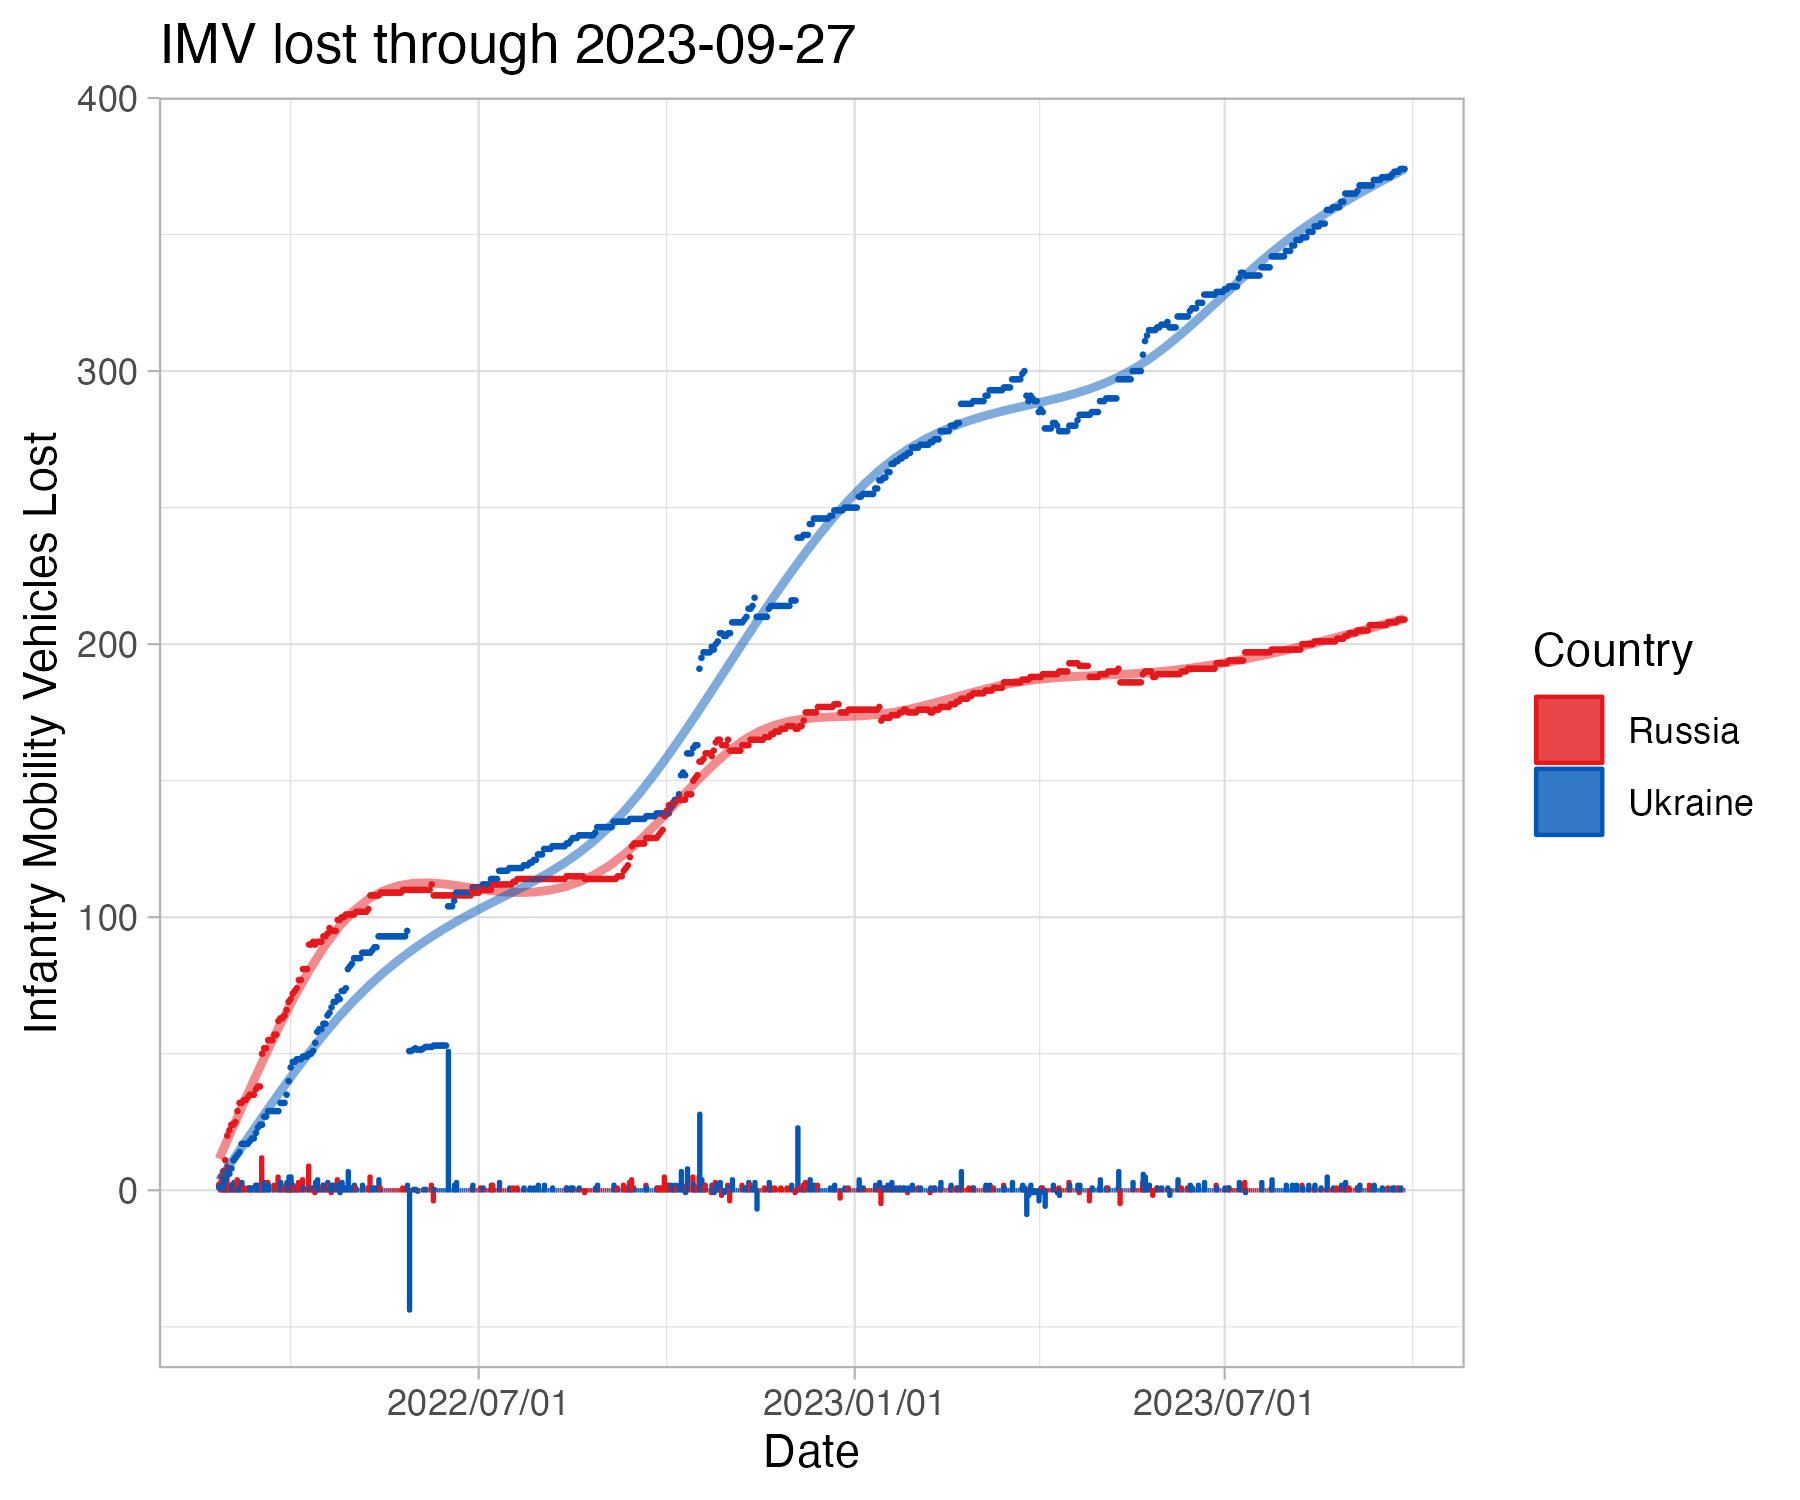 IMV lost through 2023-09-27
400
300
200
100
0
Infantry Mobility Vehicles Lost
2022/07/01
2023/01/01
2023/07/01
Date
Country
Russia
Ukraine